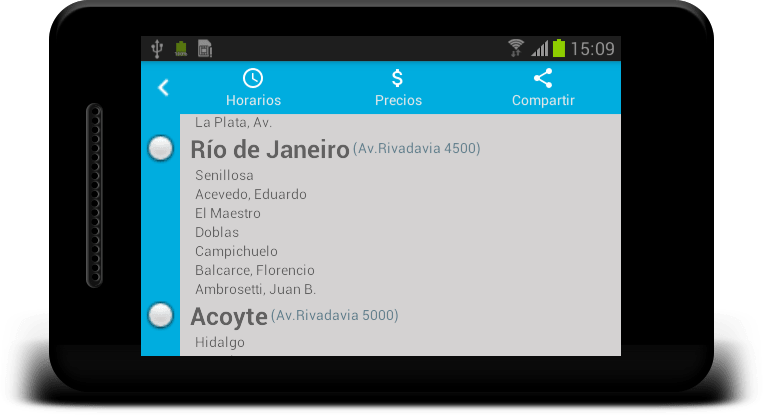 15:09
Horarios Precios Compartir
La Plata, Av.
Río de Janeiro (Av.Rivadavia 4500)
Senillosa
Acevedo, Eduardo
El Maestro
Doblas
Campichuelo
Balcarce, Florencio
Ambrosetti, Juan B.
Acoyte (Av.Rivadavia 5000)
Hidalgo